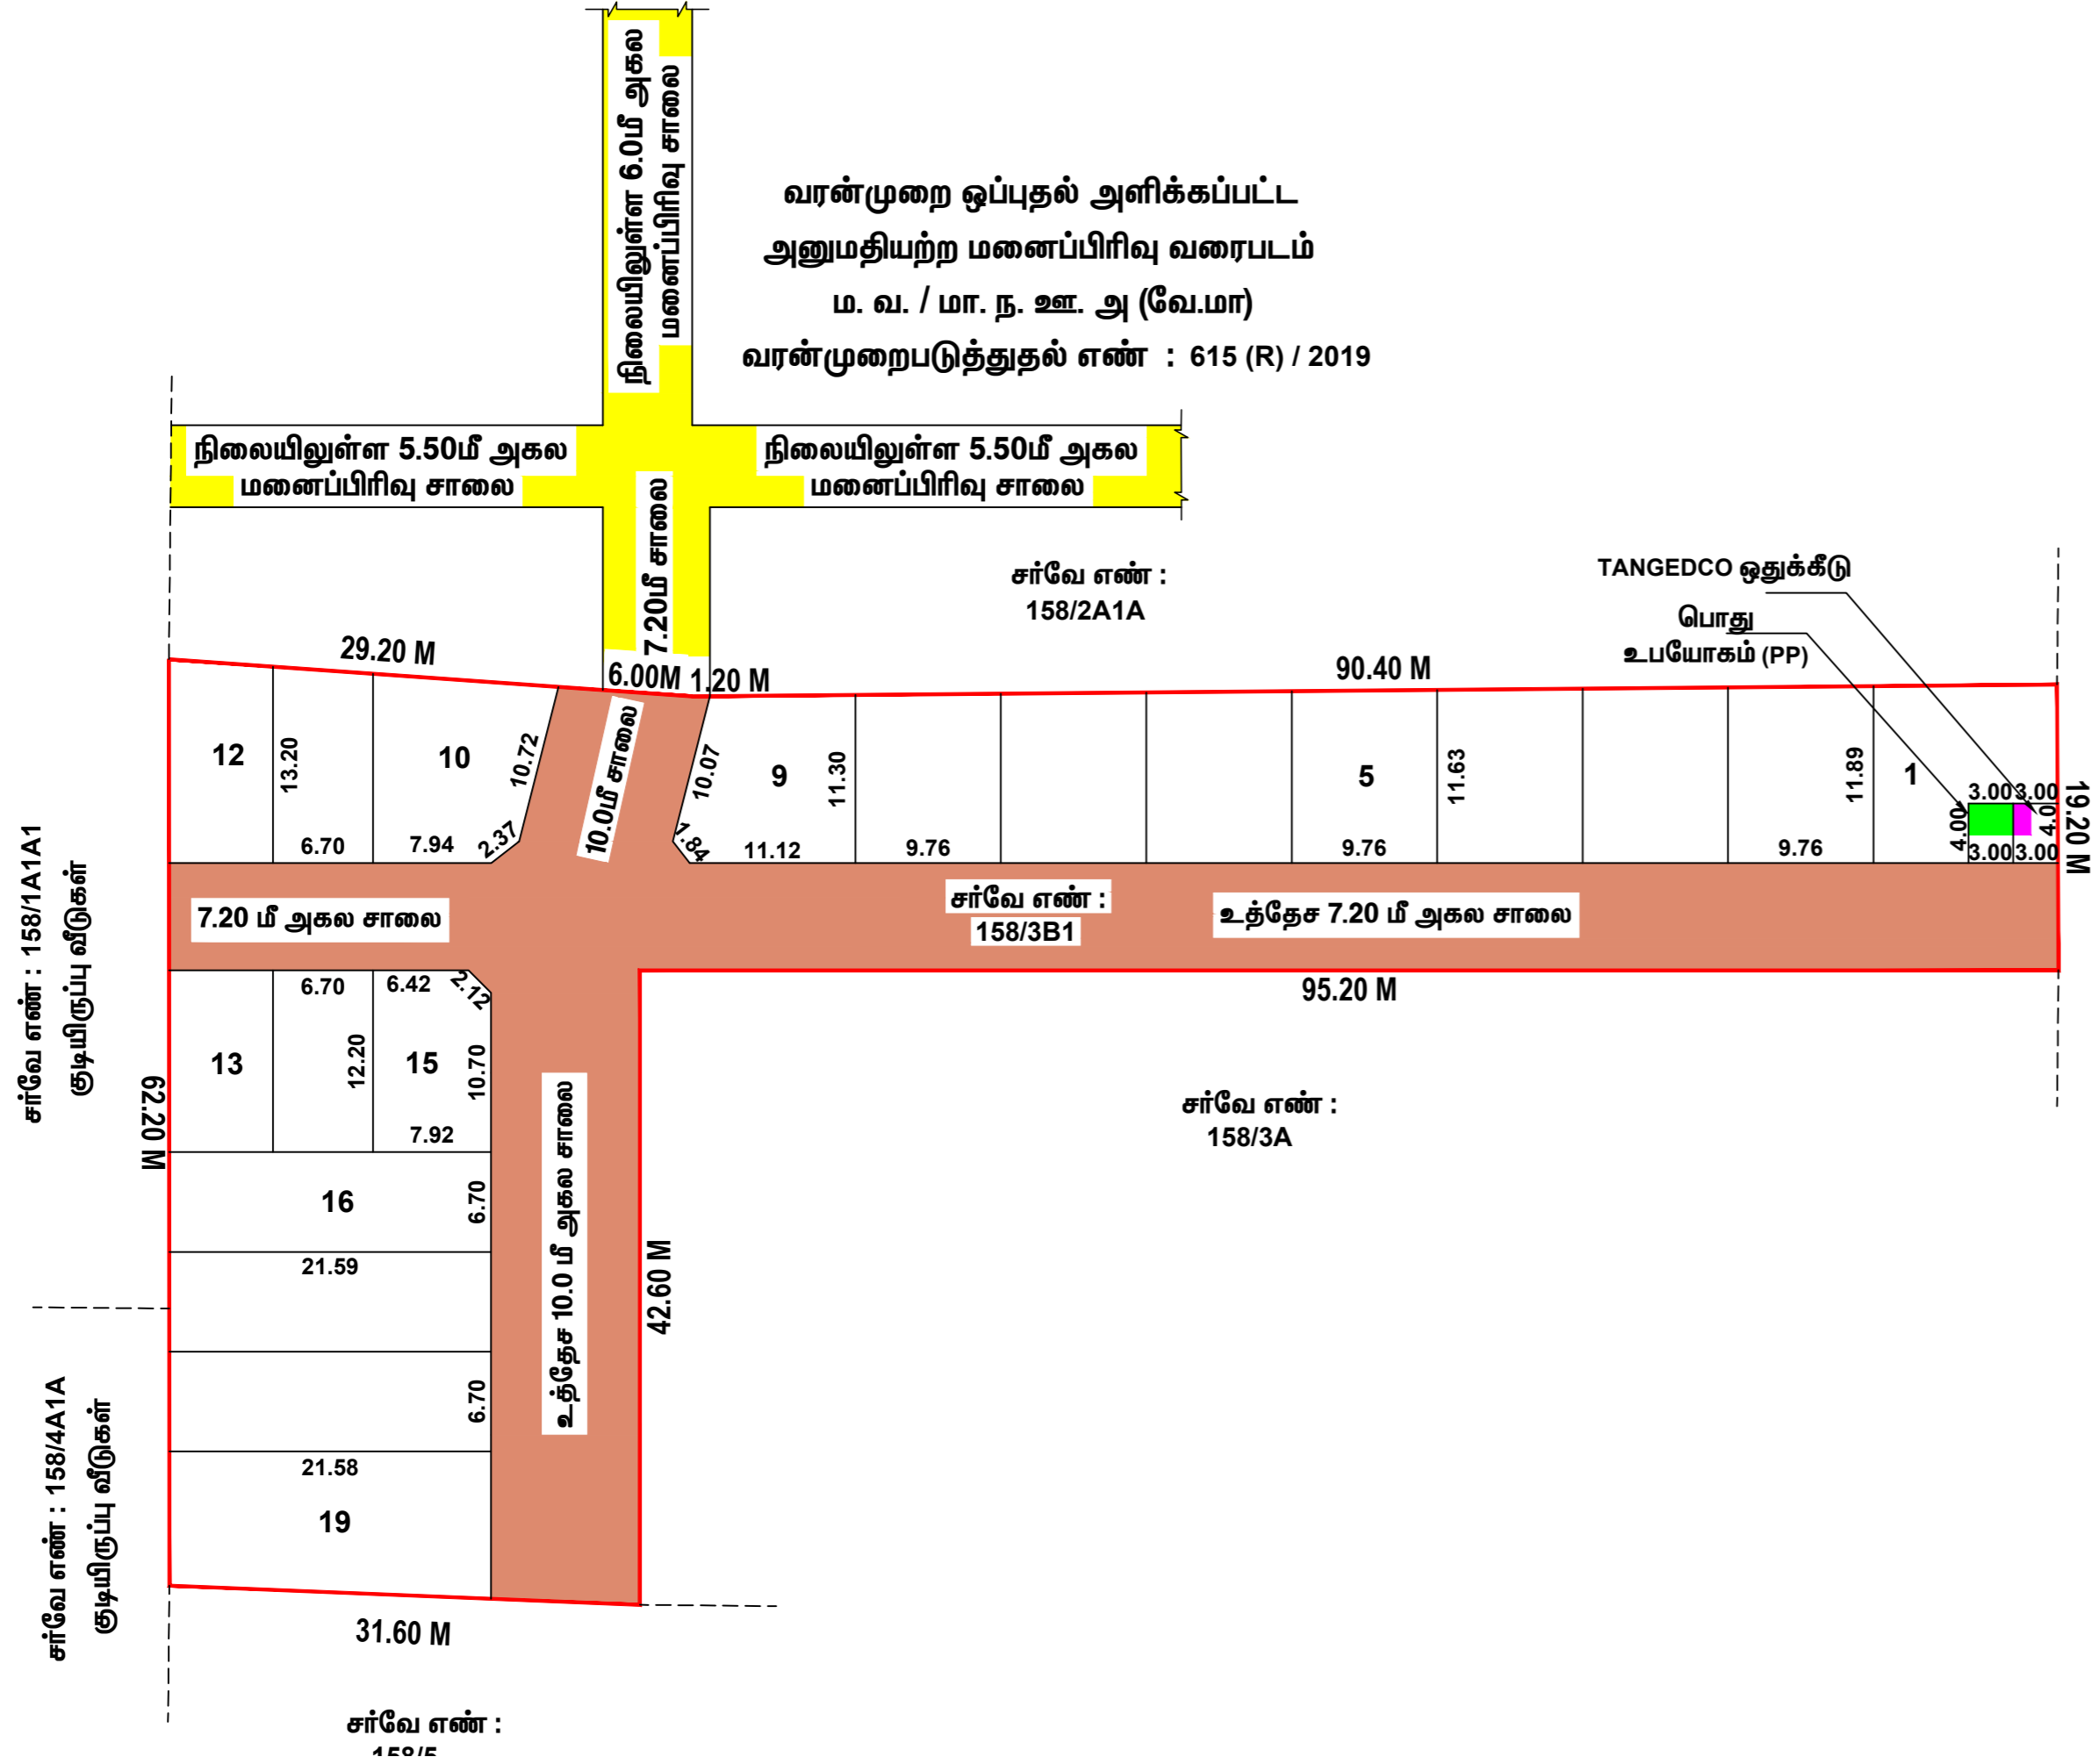 நிலையிலுள்ள 6.0மீ அகல
மனைப்பிரிவு சாலை
வரன்முறை ஒப்புதல் அளிக்கப்பட்ட
அனுமதியற்ற மனைப்பிரிவு வரைபடம்
ம. வ. / மா. ந. ஊ. அ (வே.மா)
வரன்முறைபடுத்துதல் எண் : 615 (R) / 2019
நிலையிலுள்ள 5.50மீ அகல
மனைப்பிரிவு சாலை
நிலையிலுள்ள 5.50மீ அகல
மனைப்பிரிவு சாலை
7.20மீ சாலை
சர்வே எண் :
158/2A1A
TANGEDCO ஒதுக்கீடு
பொது
உபயோகம் (PP)
29.20 M
6.00M
1.20 M
90.40 M
12
13.20
10
10.72
10.0மீ சாலை
10.07
9
11.30
5
11.63
11.89
1
3.00
3.00
4.00
4.0
19.20 M
6.70
7.94
2.37
1.84
11.12
9.76
9.76
9.76
3.00
3.00
சர்வே எண் : 158/1A1A1
குடியிருப்பு வீடுகள்
7.20 மீ அகல சாலை
சர்வே எண் :
158/3B1
உத்தேச 7.20 மீ அகல சாலை
6.70
6.42
2.12
95.20 M
13
12.20
15
10.70
7.92
62.20 M
சர்வே எண் :
158/3A
16
6.70
21.59
உத்தேச 10.0 மீ அகல சாலை
42.60 M
6.70
21.58
19
சர்வே எண் : 158/4A1A
குடியிருப்பு வீடுகள்
31.60 M
சர்வே எண் :
158/5